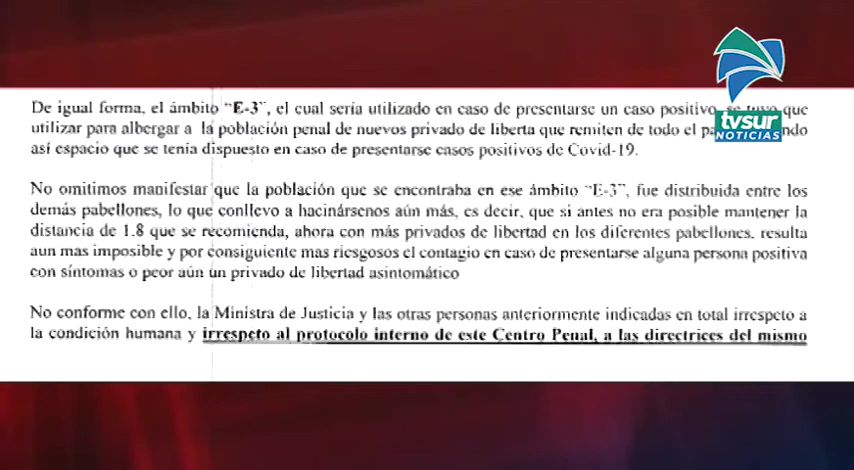 De igual forma, el ámbito "E-3", el cual sería utilizado en caso de presentarse un caso positivo, se tuvo que
utilizar para albergar a la población penal de nuevos privado de liberta que remiten de todo el
así espacio que se tenía dispuesto en caso de presentarse casos positivos de Covid-19.
No omitimos manifestar que la población que se encontraba en ese ámbito "E-3", fue distribuida entre los
demás pabellones, lo que conllevo a hacinársenos aún más, es decir, que si antes no era posible mantener la
distancia de 1.8 que se recomienda, ahora con más privados de libertad en los diferentes pabellones. resulta
aun mas imposible y por consiguiente mas riesgosos el contagio en caso de presentarse alguna persona positiva
con síntomas o peor aún un privado de libertad asintomático
No conforme con ello, la Ministra de Justicia y las otras personas anteriormente indicadas en total irrespeto a
la condición humana y irrespeto al protocolo interno de este Centro Penal, a las directrices del mismo
tvsur
NOTICIAS